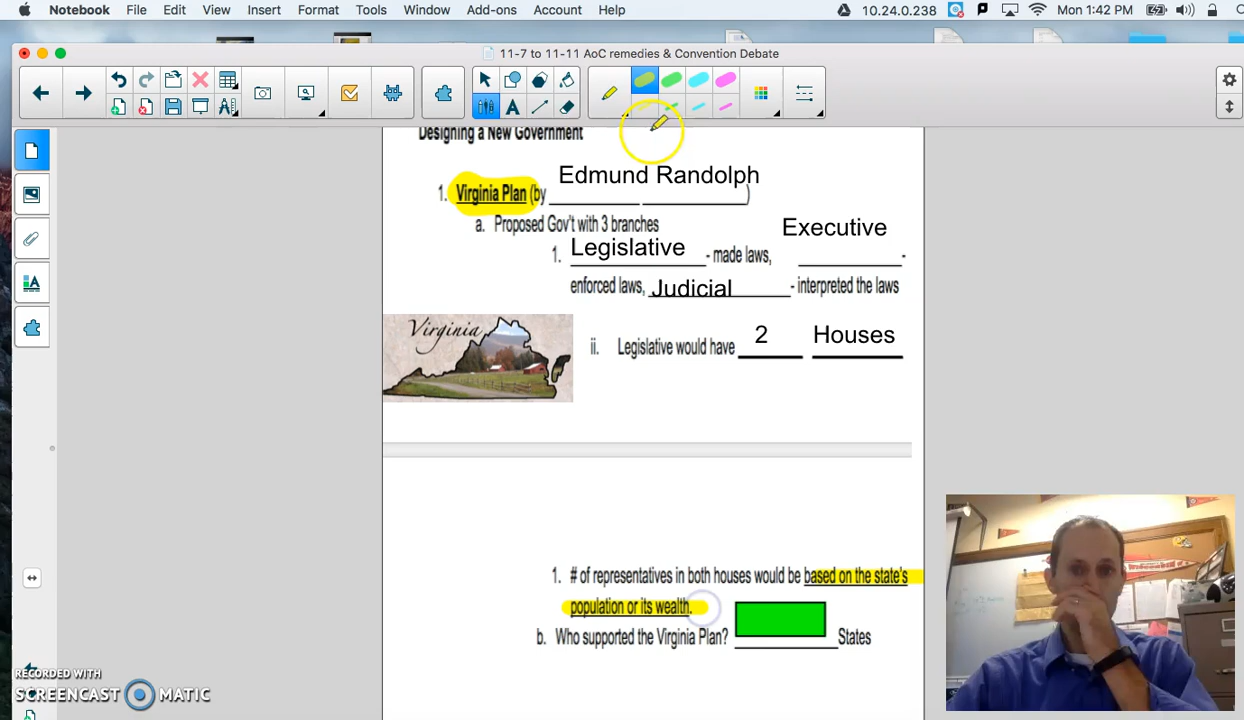 Notebook File Edit View Insert Format Tools Window Add-ons Account Help 10.24.0.238 Mon 1:42 PM
11-7 to 11-11 AoC remedies & Convention Debate
Designing a New Government
1. Virginia Plan (by Edmund Randolph)
a. Proposed Gov't with 3 branches
1. Legislative - made laws, Executive -
enforced laws, Judicial - interpreted the laws
Virginia
ii. Legislative would have 2 Houses
1. # of representatives in both houses would be based on the state's
population or its wealth.
b. Who supported the Virginia Plan? States
RECORDED WITH
SCREENCAST MATIC